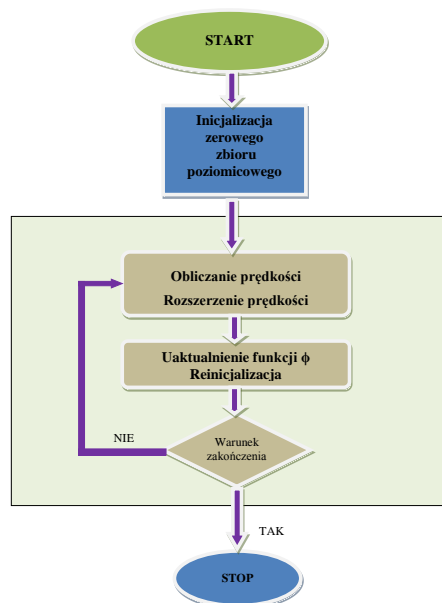 START
Inicjalizacja
zerowego
zbioru
poziomicowego
Obliczanie prędkości
Rozszerzenie prędkości
Uaktualnienie funkcji ϕ
Reinicjalizacja
Warunek
zakończenia
NIE
TAK
STOP